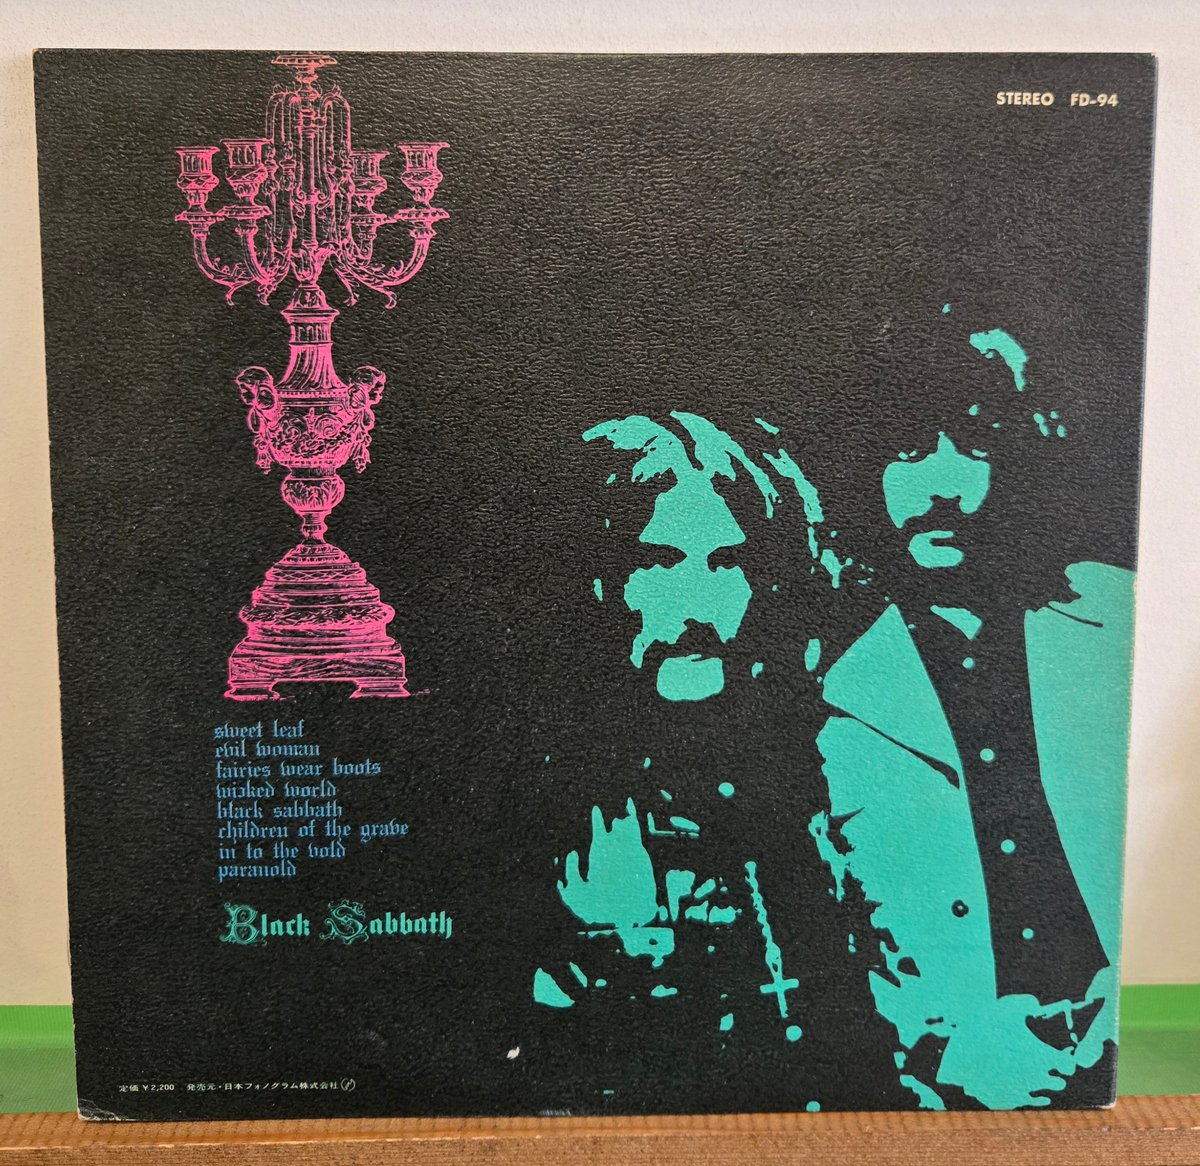 STEREO FD-94
sweet leaf
evil woman
fairies wear boots
wicked world
black sabbath
children of the grave
in to the vold
paranold
Black Sabbath
定価 ¥2,200 発売元・日本フォノグラム株式会社